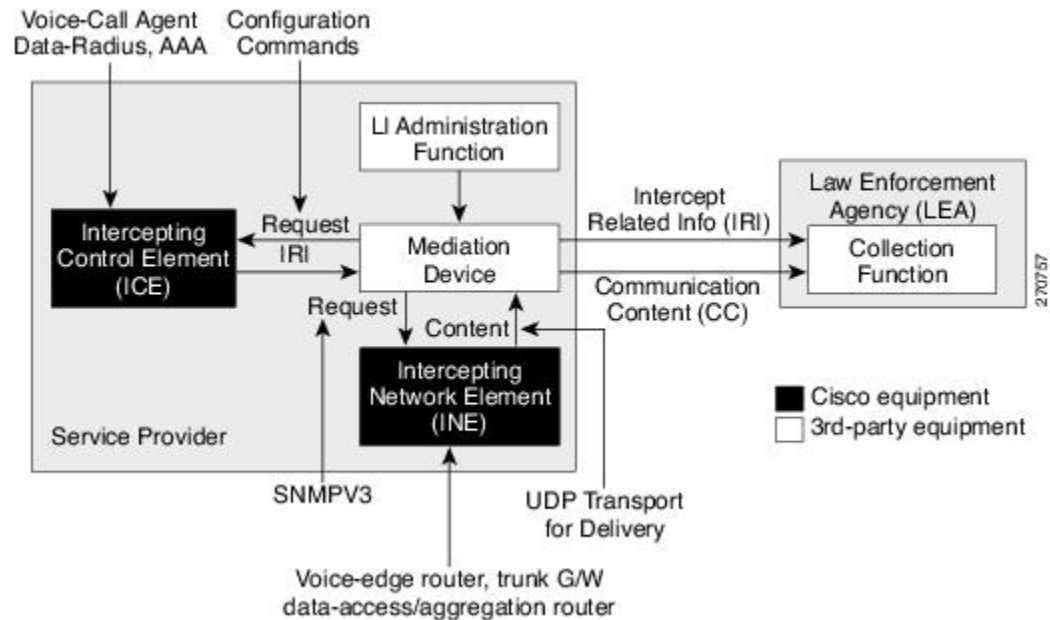 Voice-Call Agent
Data-Radius, AAA
Configuration
Commands
LI Administration
Function
Intercepting
Control Element
(ICE)
Request
IRI
Mediation
Device
Intercept
Related Info (IRI)
Communication
Content (CC)
Law Enforcement
Agency (LEA)
Collection
Function
270757
Request
Content
Intercepting
Network Element
(INE)
Service Provider
Cisco equipment
3rd-party equipment
SNMPV3
UDP Transport
for Delivery
Voice-edge router, trunk G/W
data-access/aggregation router